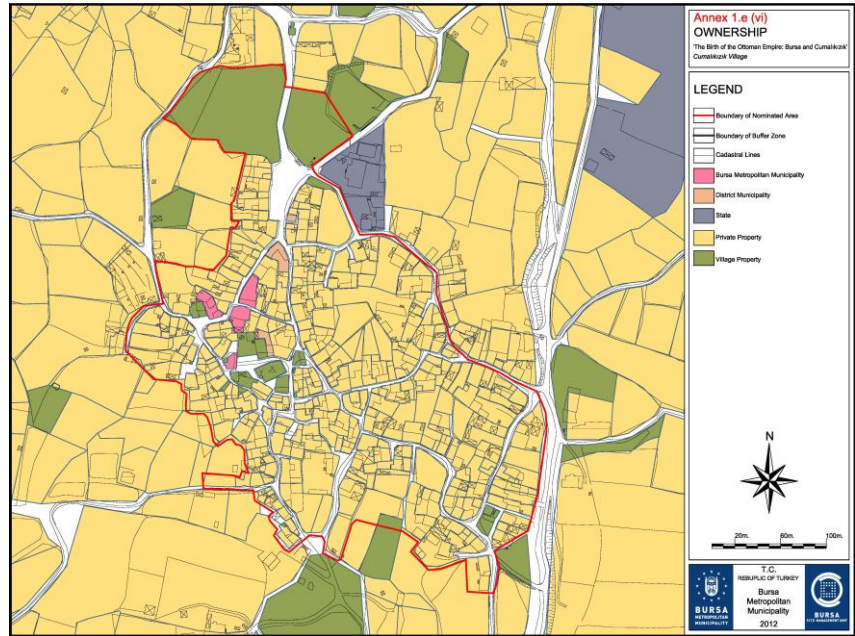 Annex 1.e (vi)
OWNERSHIP
'The Birth of the Ottoman Empire: Bursa and Cumalıkızık'
Cumalıkızık Village
LEGEND
Boundary of Nominated Area
Boundary of Buffer Zone
Cadastral Lines
Bursa Metropolitan Municipality
District Municipality
State
Private Property
Village Property
N
20m. 60m. 100m.
BURSA
METROPOLITAN
MUNICIPALITY
T.C.
REBUPLIC OF TURKEY
Bursa
Metropolitan
Municipality
2012
BURSA
SITE MANAGEMENT UNIT